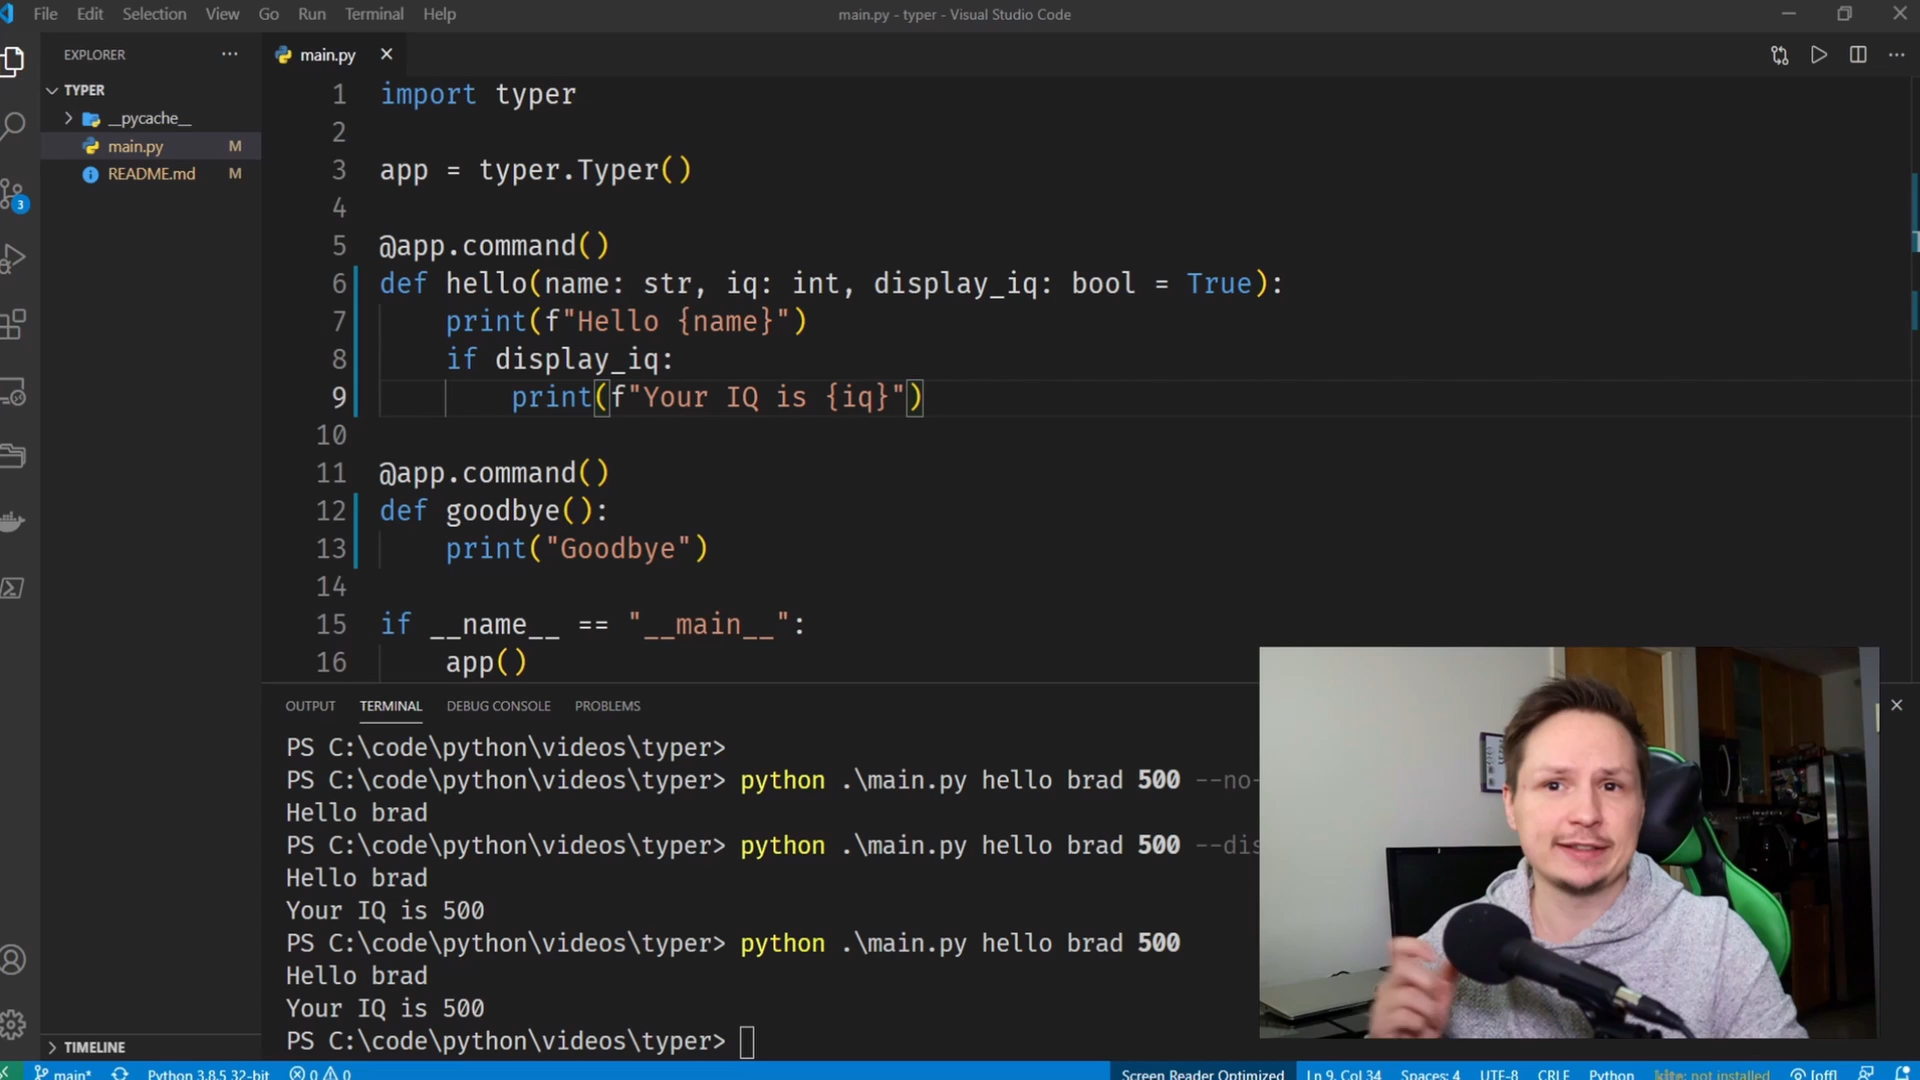 File Edit Selection View Go Run Terminal Help
main.py - typer - Visual Studio Code
EXPLORER
main.py
TYPER
__pycache__
main.py M
README.md M
3
1 import typer
2
3 app = typer.Typer()
4
5 @app.command()
6 def hello(name: str, iq: int, display_iq: bool = True):
7 print(f"Hello {name}")
8 if display_iq:
9 print(f"Your IQ is {iq}")
10
11 @app.command()
12 def goodbye():
13 print("Goodbye")
14
15 if __name__ == "__main__":
16 app()
OUTPUT TERMINAL DEBUG CONSOLE PROBLEMS
PS C:\code\python\videos\typer>
PS C:\code\python\videos\typer> python .\main.py hello brad 500 --no-
Hello brad
PS C:\code\python\videos\typer> python .\main.py hello brad 500 --dis
Hello brad
Your IQ is 500
PS C:\code\python\videos\typer> python .\main.py hello brad 500
Hello brad
Your IQ is 500
PS C:\code\python\videos\typer>
TIMELINE
main* Python 3.8.5 32-bit 0 0 Screen Reader Optimized Ln 9, Col 34 Spaces: 4 UTF-8 CRLF Python kite: not installed [off]